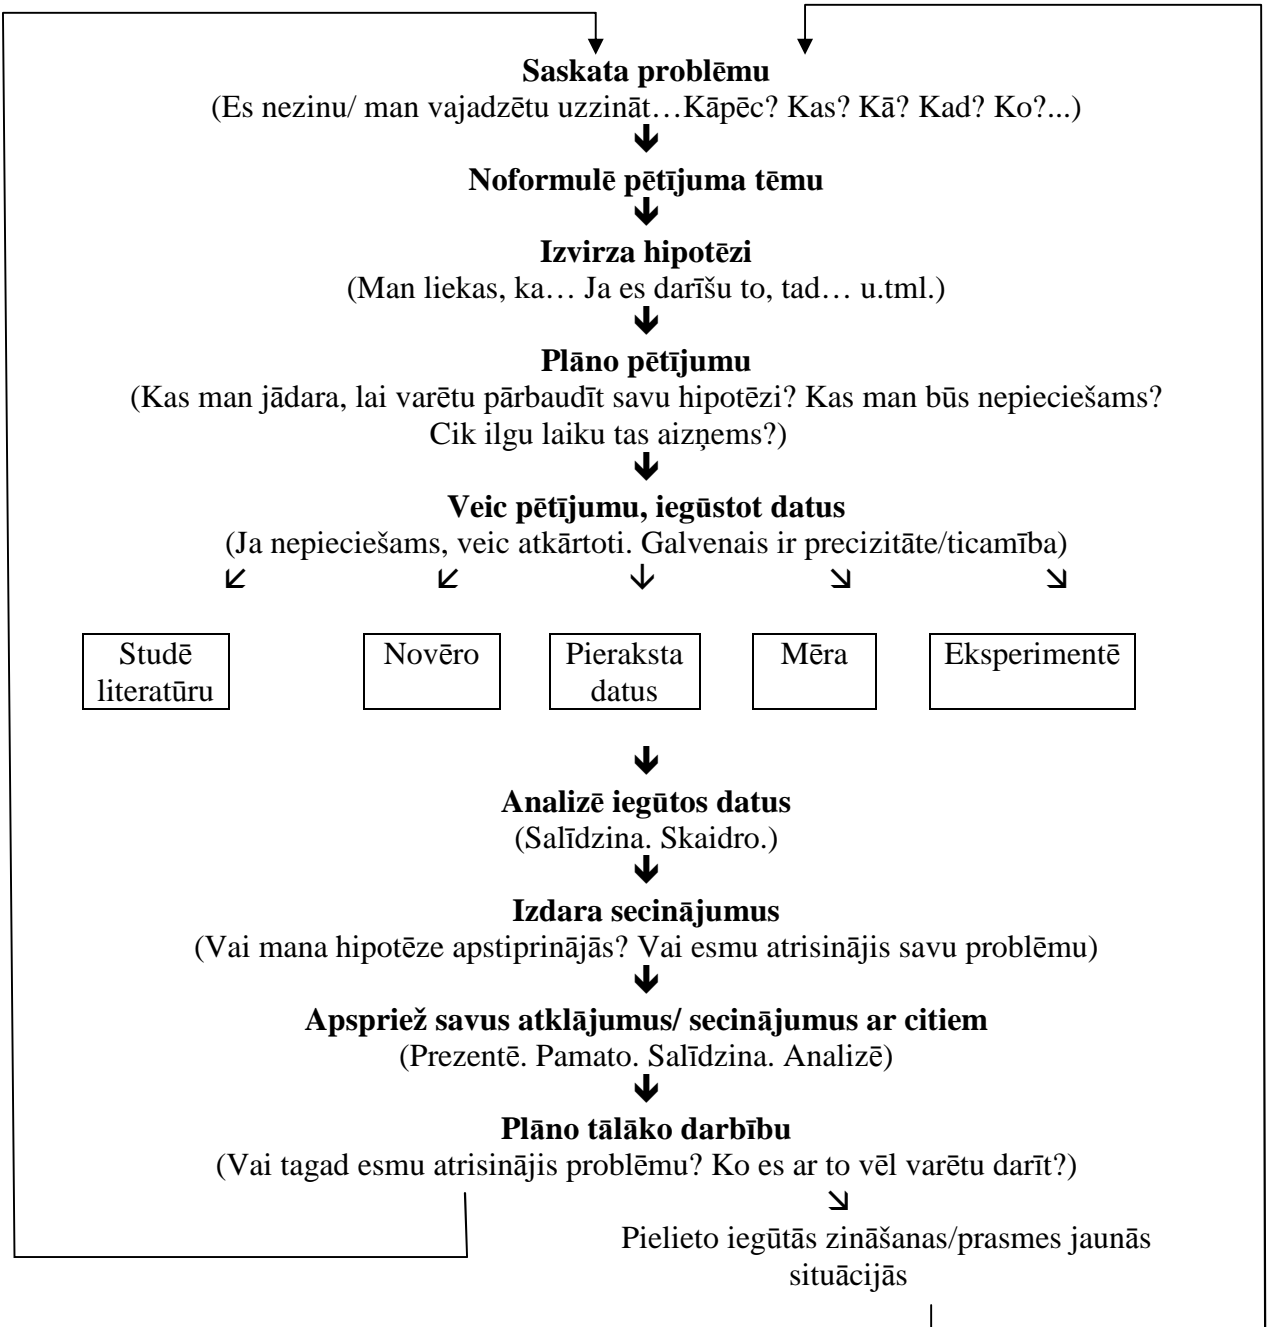 Saskata problēmu
(Es nezinu/ man vajadzētu uzzināt…Kāpēc? Kas? Kā? Kad? Ko?...)
Noformulē pētījuma tēmu
Izvirza hipotēzi
(Man liekas, ka… Ja es darīšu to, tad… u.tml.)
Plāno pētījumu
(Kas man jādara, lai varētu pārbaudīt savu hipotēzi? Kas man būs nepieciešams?
Cik ilgu laiku tas aizņems?)
Veic pētījumu, iegūstot datus
(Ja nepieciešams, veic atkārtoti. Galvenais ir precizitāte/ticamība)
Studē
literatūru
Novēro
Pieraksta
datus
Mēra
Eksperimentē
Analizē iegūtos datus
(Salīdzina. Skaidro.)
Izdara secinājumus
(Vai mana hipotēze apstiprinājās? Vai esmu atrisinājis savu problēmu)
Apspriež savus atklājumus/ secinājumus ar citiem
(Prezentē. Pamato. Salīdzina. Analizē)
Plāno tālāko darbību
(Vai tagad esmu atrisinājis problēmu? Ko es ar to vēl varētu darīt?)
Pielieto iegūtās zināšanas/prasmes jaunās
situācijās